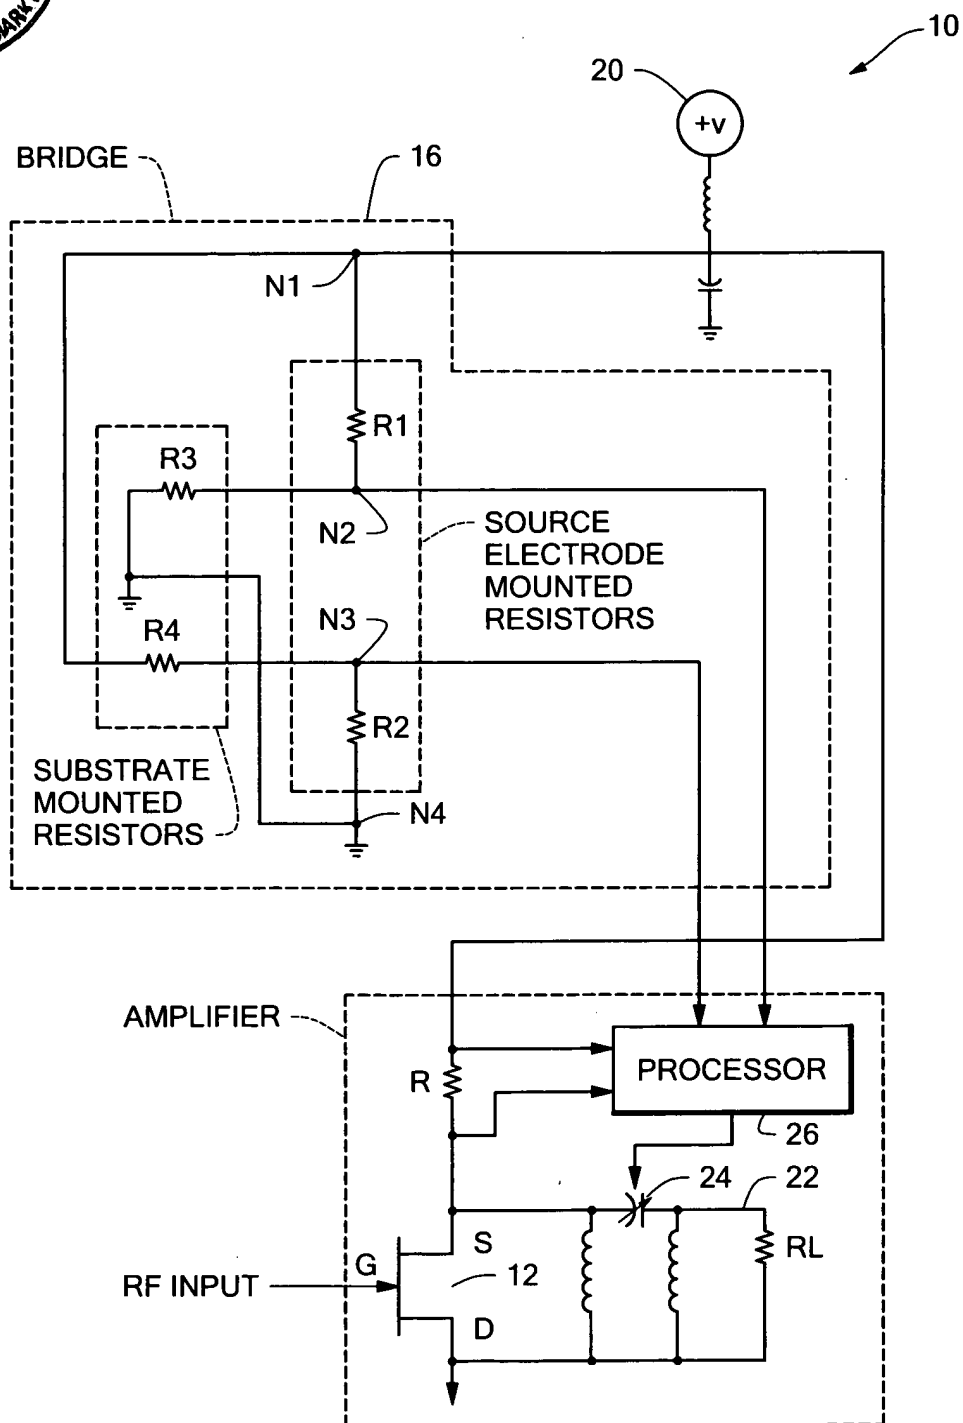 10
20
+v
BRIDGE
16
N1
R1
R3
N2
SOURCE
ELECTRODE
MOUNTED
RESISTORS
N3
R4
R2
SUBSTRATE
MOUNTED
RESISTORS
N4
AMPLIFIER
PROCESSOR
R
26
24
22
S
RL
G
12
RF INPUT
D